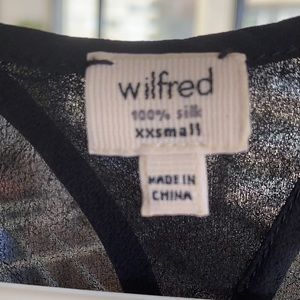 wilfred
100% silk
xxsmall
MADE IN
CHINA